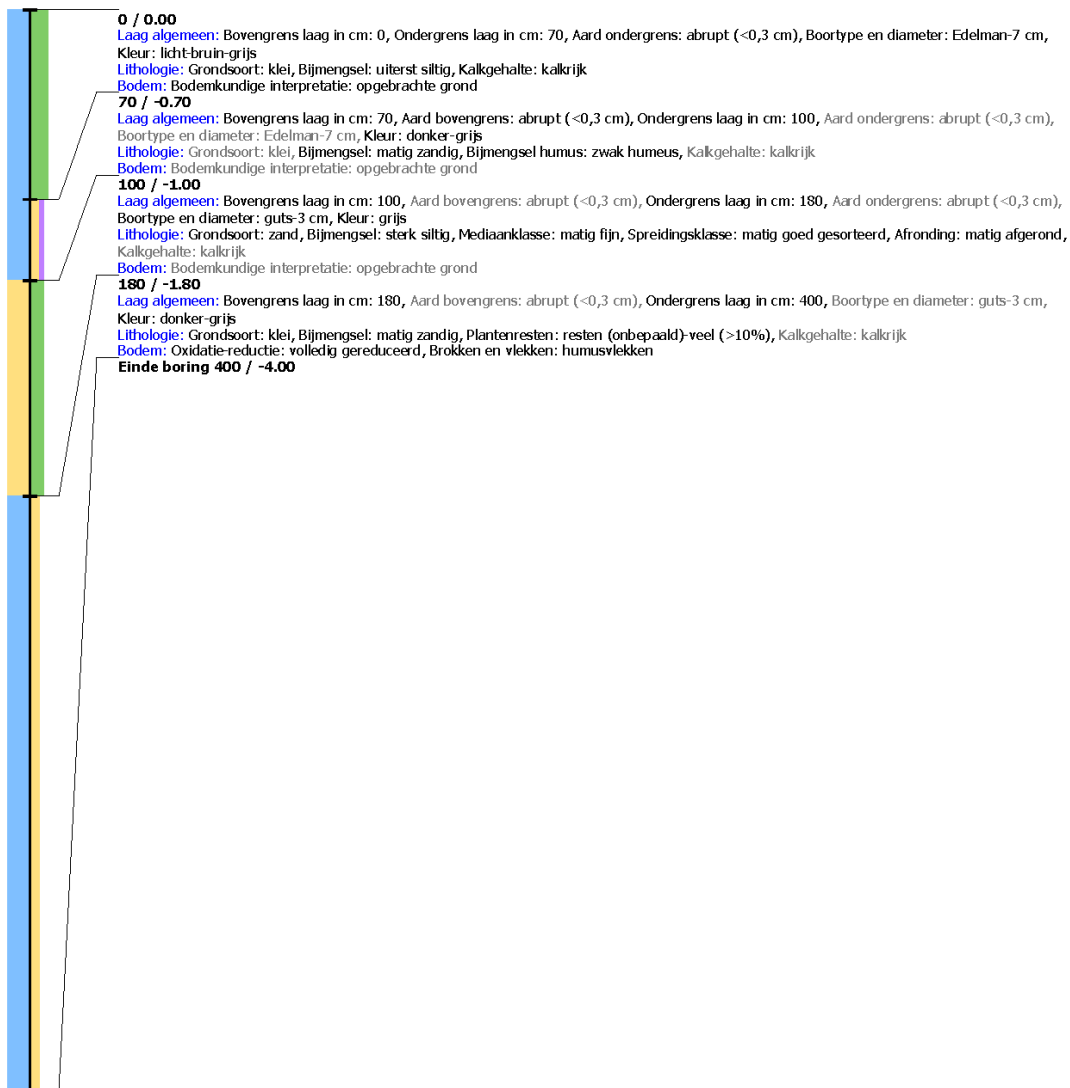 0 / 0.00
Laag algemeen: Bovengrens laag in cm: 0, Ondergrens laag in cm: 70, Aard ondergrens: abrupt (<0,3 cm), Boortype en diameter: Edelman-7 cm,
Kleur: licht-bruin-grijs
Lithologie: Grondsoort: klei, Bijmengsel: uiterst siltig, Kalkgehalte: kalkrijk
Bodem: Bodemkundige interpretatie: opgebrachte grond
70 / -0.70
Laag algemeen: Bovengrens laag in cm: 70, Aard bovengrens: abrupt (<0,3 cm), Ondergrens laag in cm: 100, Aard ondergrens: abrupt (<0,3 cm),
Boortype en diameter: Edelman-7 cm, Kleur: donker-grijs
Lithologie: Grondsoort: klei, Bijmengsel: matig zandig, Bijmengsel humus: zwak humeus, Kalkgehalte: kalkrijk
Bodem: Bodemkundige interpretatie: opgebrachte grond
100 / -1.00
Laag algemeen: Bovengrens laag in cm: 100, Aard bovengrens: abrupt (<0,3 cm), Ondergrens laag in cm: 180, Aard ondergrens: abrupt (<0,3 cm),
Boortype en diameter: guts-3 cm, Kleur: grijs
Lithologie: Grondsoort: zand, Bijmengsel: sterk siltig, Mediaanklasse: matig fijn, Spreidingsklasse: matig goed gesorteerd, Afronding: matig afgerond,
Kalkgehalte: kalkrijk
Bodem: Bodemkundige interpretatie: opgebrachte grond
180 / -1.80
Laag algemeen: Bovengrens laag in cm: 180, Aard bovengrens: abrupt (<0,3 cm), Ondergrens laag in cm: 400, Boortype en diameter: guts-3 cm,
Kleur: donker-grijs
Lithologie: Grondsoort: klei, Bijmengsel: matig zandig, Plantenresten: resten (onbepaald)-veel (>10%), Kalkgehalte: kalkrijk
Bodem: Oxidatie-reductie: volledig gereduceerd, Brokken en vlekken: humusvlekken
Einde boring 400 / -4.00